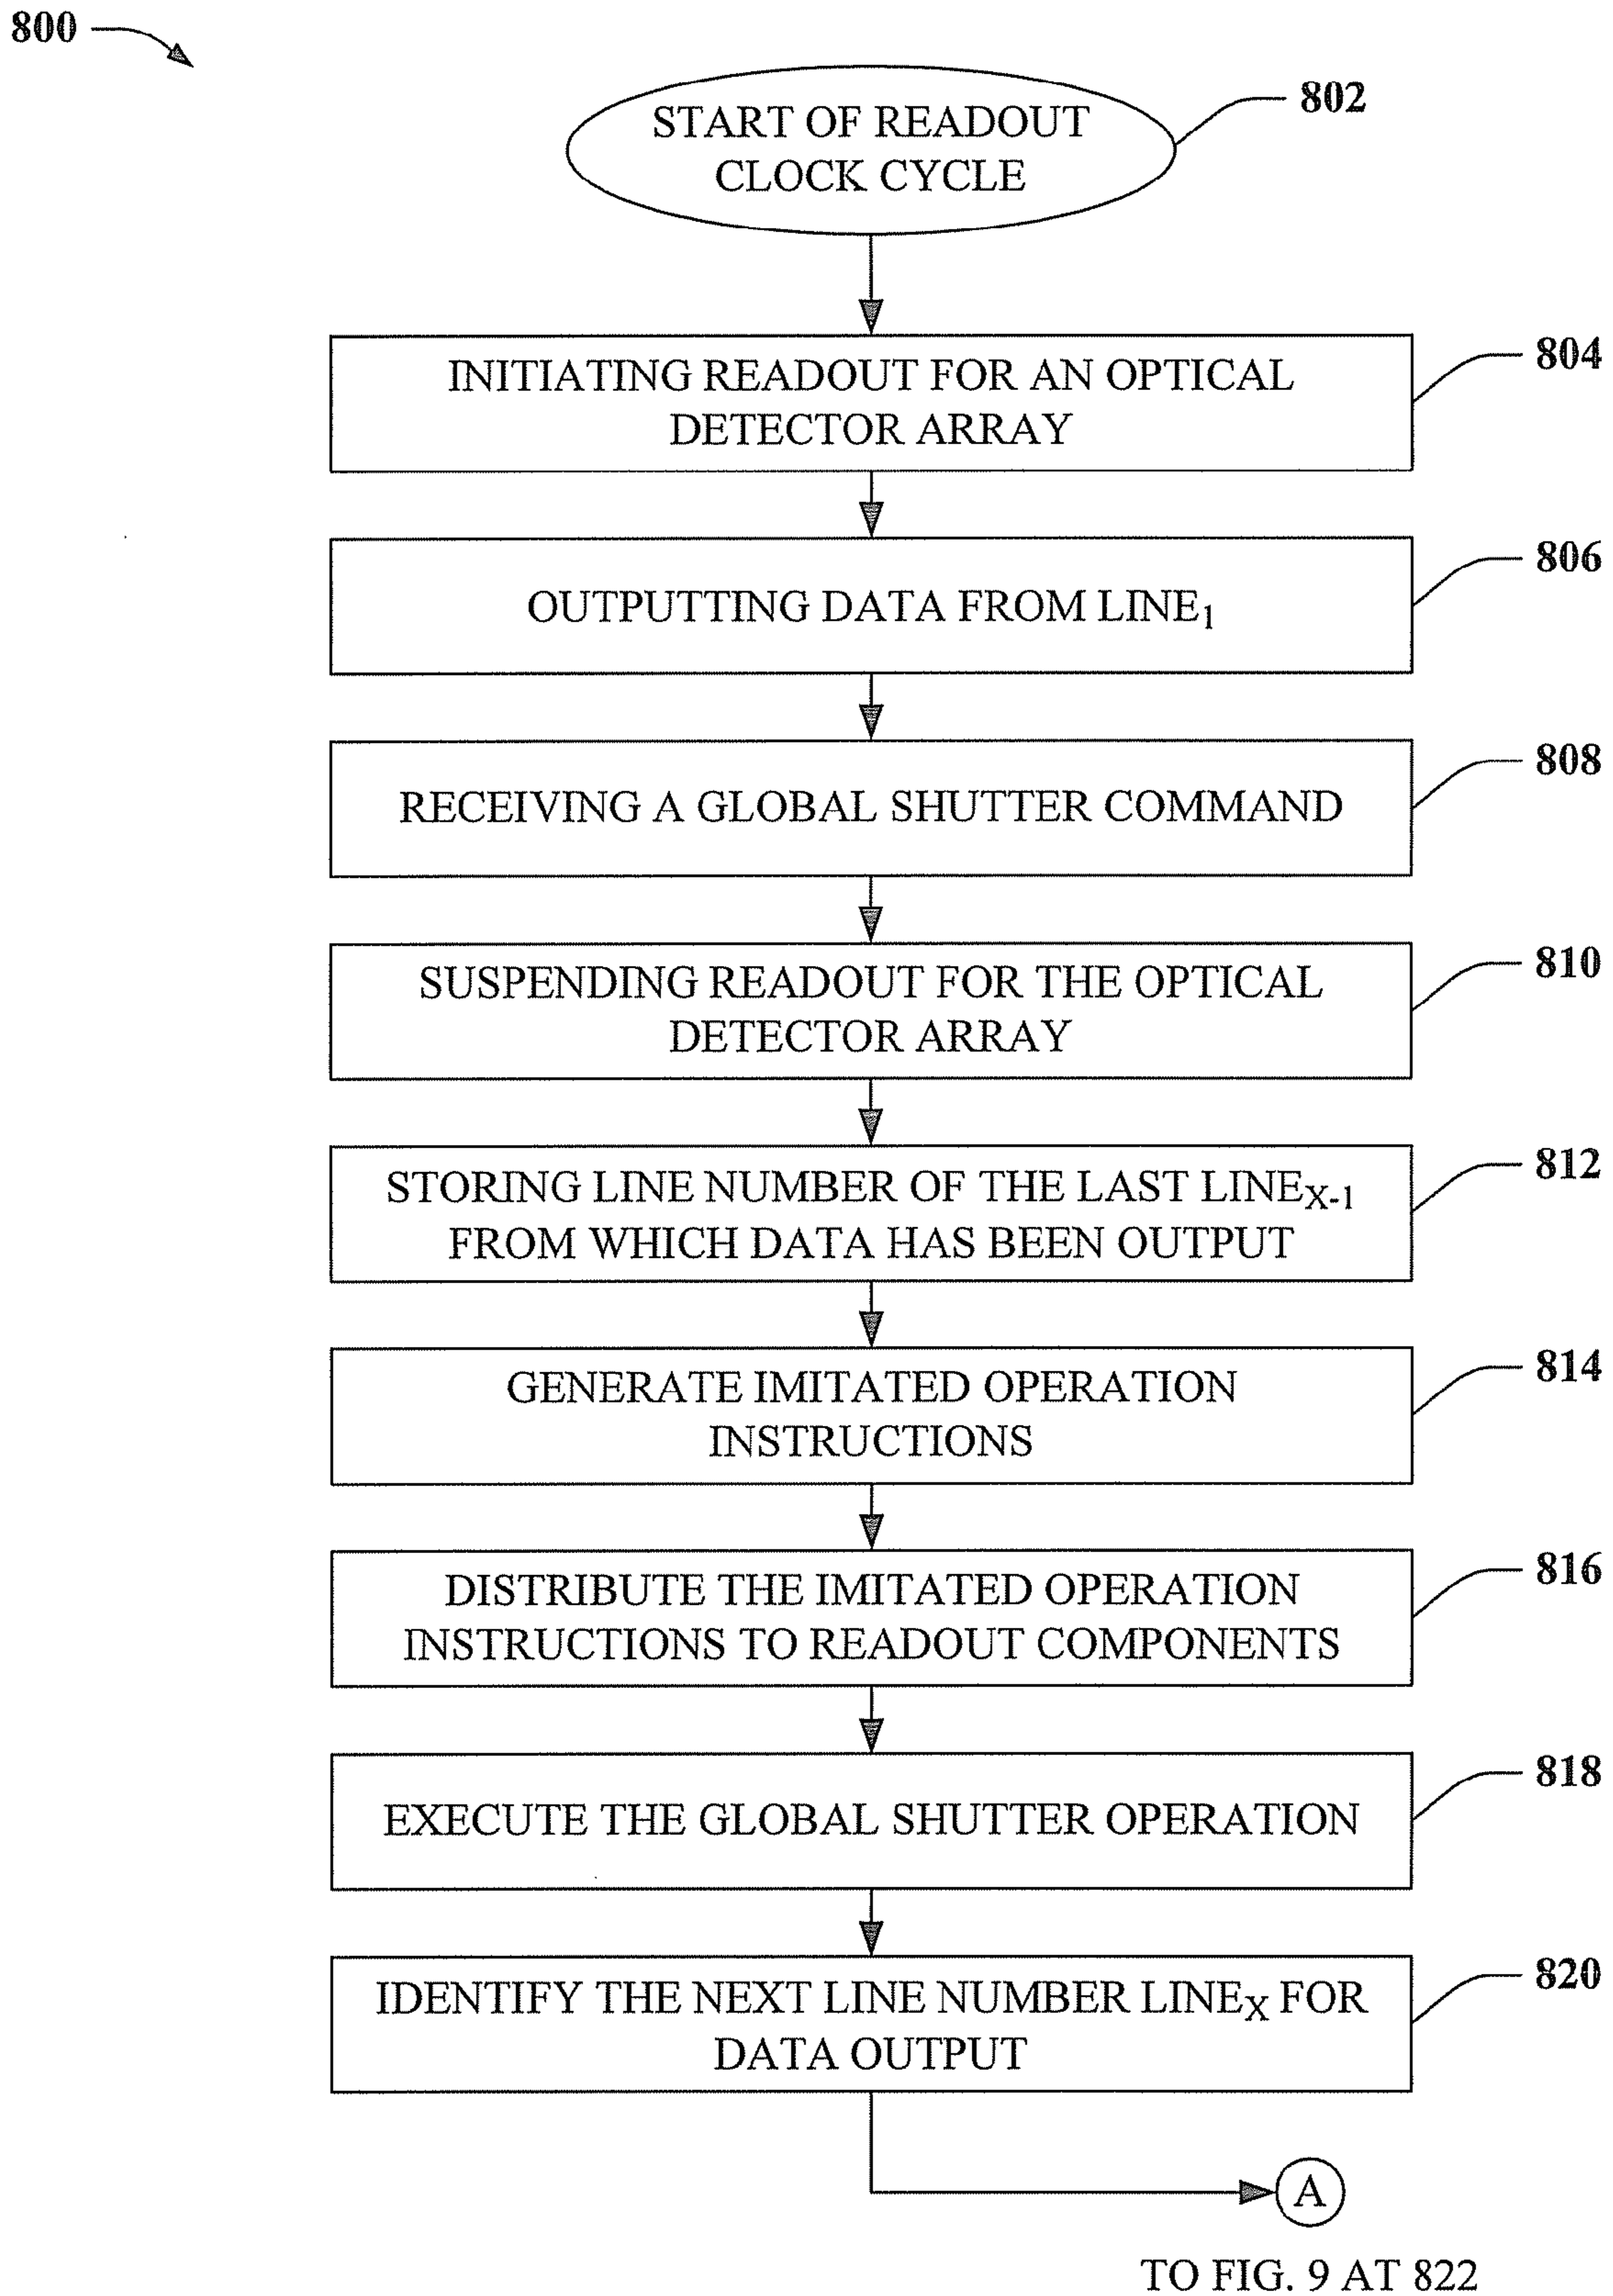 800
START OF READOUT
CLOCK CYCLE
802
INITIATING READOUT FOR AN OPTICAL
DETECTOR ARRAY
804
OUTPUTTING DATA FROM LINE1
806
RECEIVING A GLOBAL SHUTTER COMMAND
808
SUSPENDING READOUT FOR THE OPTICAL
DETECTOR ARRAY
810
STORING LINE NUMBER OF THE LAST LINEX-1
FROM WHICH DATA HAS BEEN OUTPUT
812
GENERATE IMITATED OPERATION
INSTRUCTIONS
814
DISTRIBUTE THE IMITATED OPERATION
INSTRUCTIONS TO READOUT COMPONENTS
816
EXECUTE THE GLOBAL SHUTTER OPERATION
818
IDENTIFY THE NEXT LINE NUMBER LINEX FOR
DATA OUTPUT
820
A
TO FIG. 9 AT 822